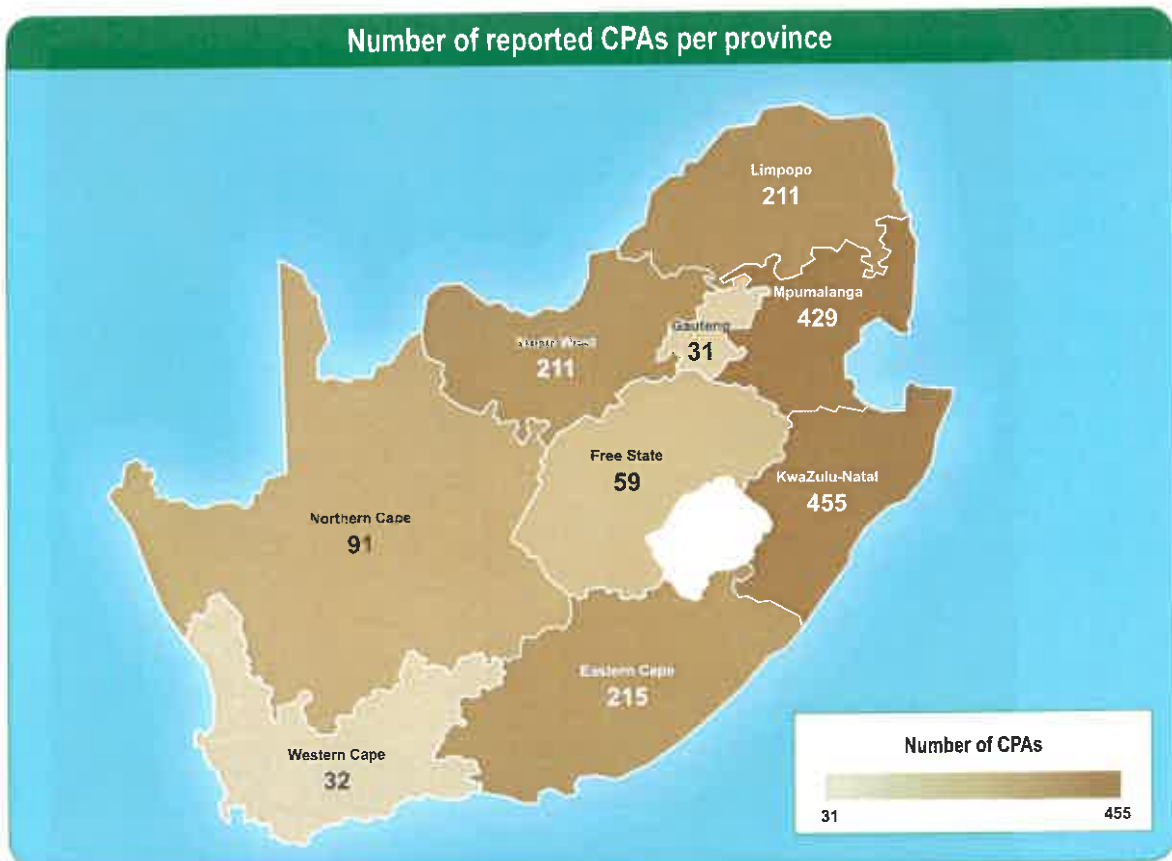 Number of reported CPAs per province
Limpopo
211
Mpumalanga
429
Gauteng
31
211
Free State
59
KwaZulu-Natal
455
Northern Cape
91
Eastern Cape
215
Western Cape
32
Number of CPAs
31
455